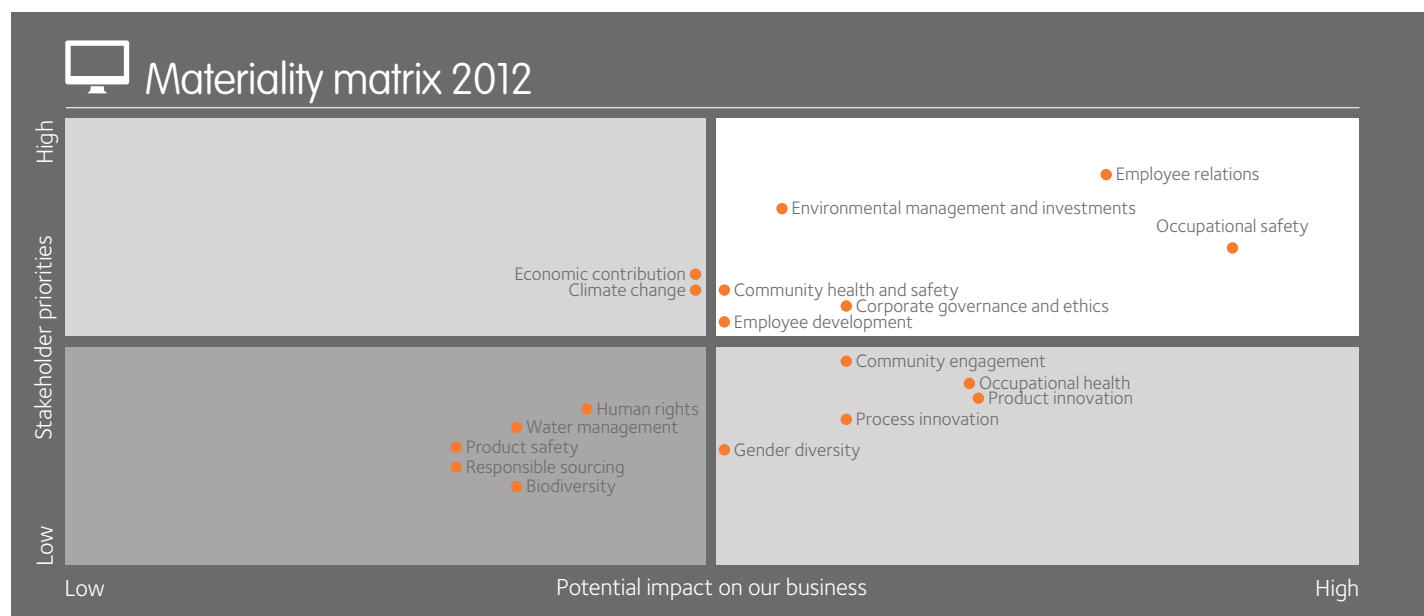 Materiality matrix 2012
High
Stakeholder priorities
Low
Employee relations
Environmental management and investments
Occupational safety
Economic contribution
Climate change
Community health and safety
Corporate governance and ethics
Employee development
Community engagement
Occupational health
Product innovation
Human rights
Process innovation
Water management
Product safety
Gender diversity
Responsible sourcing
Biodiversity
Low
Potential impact on our business
High